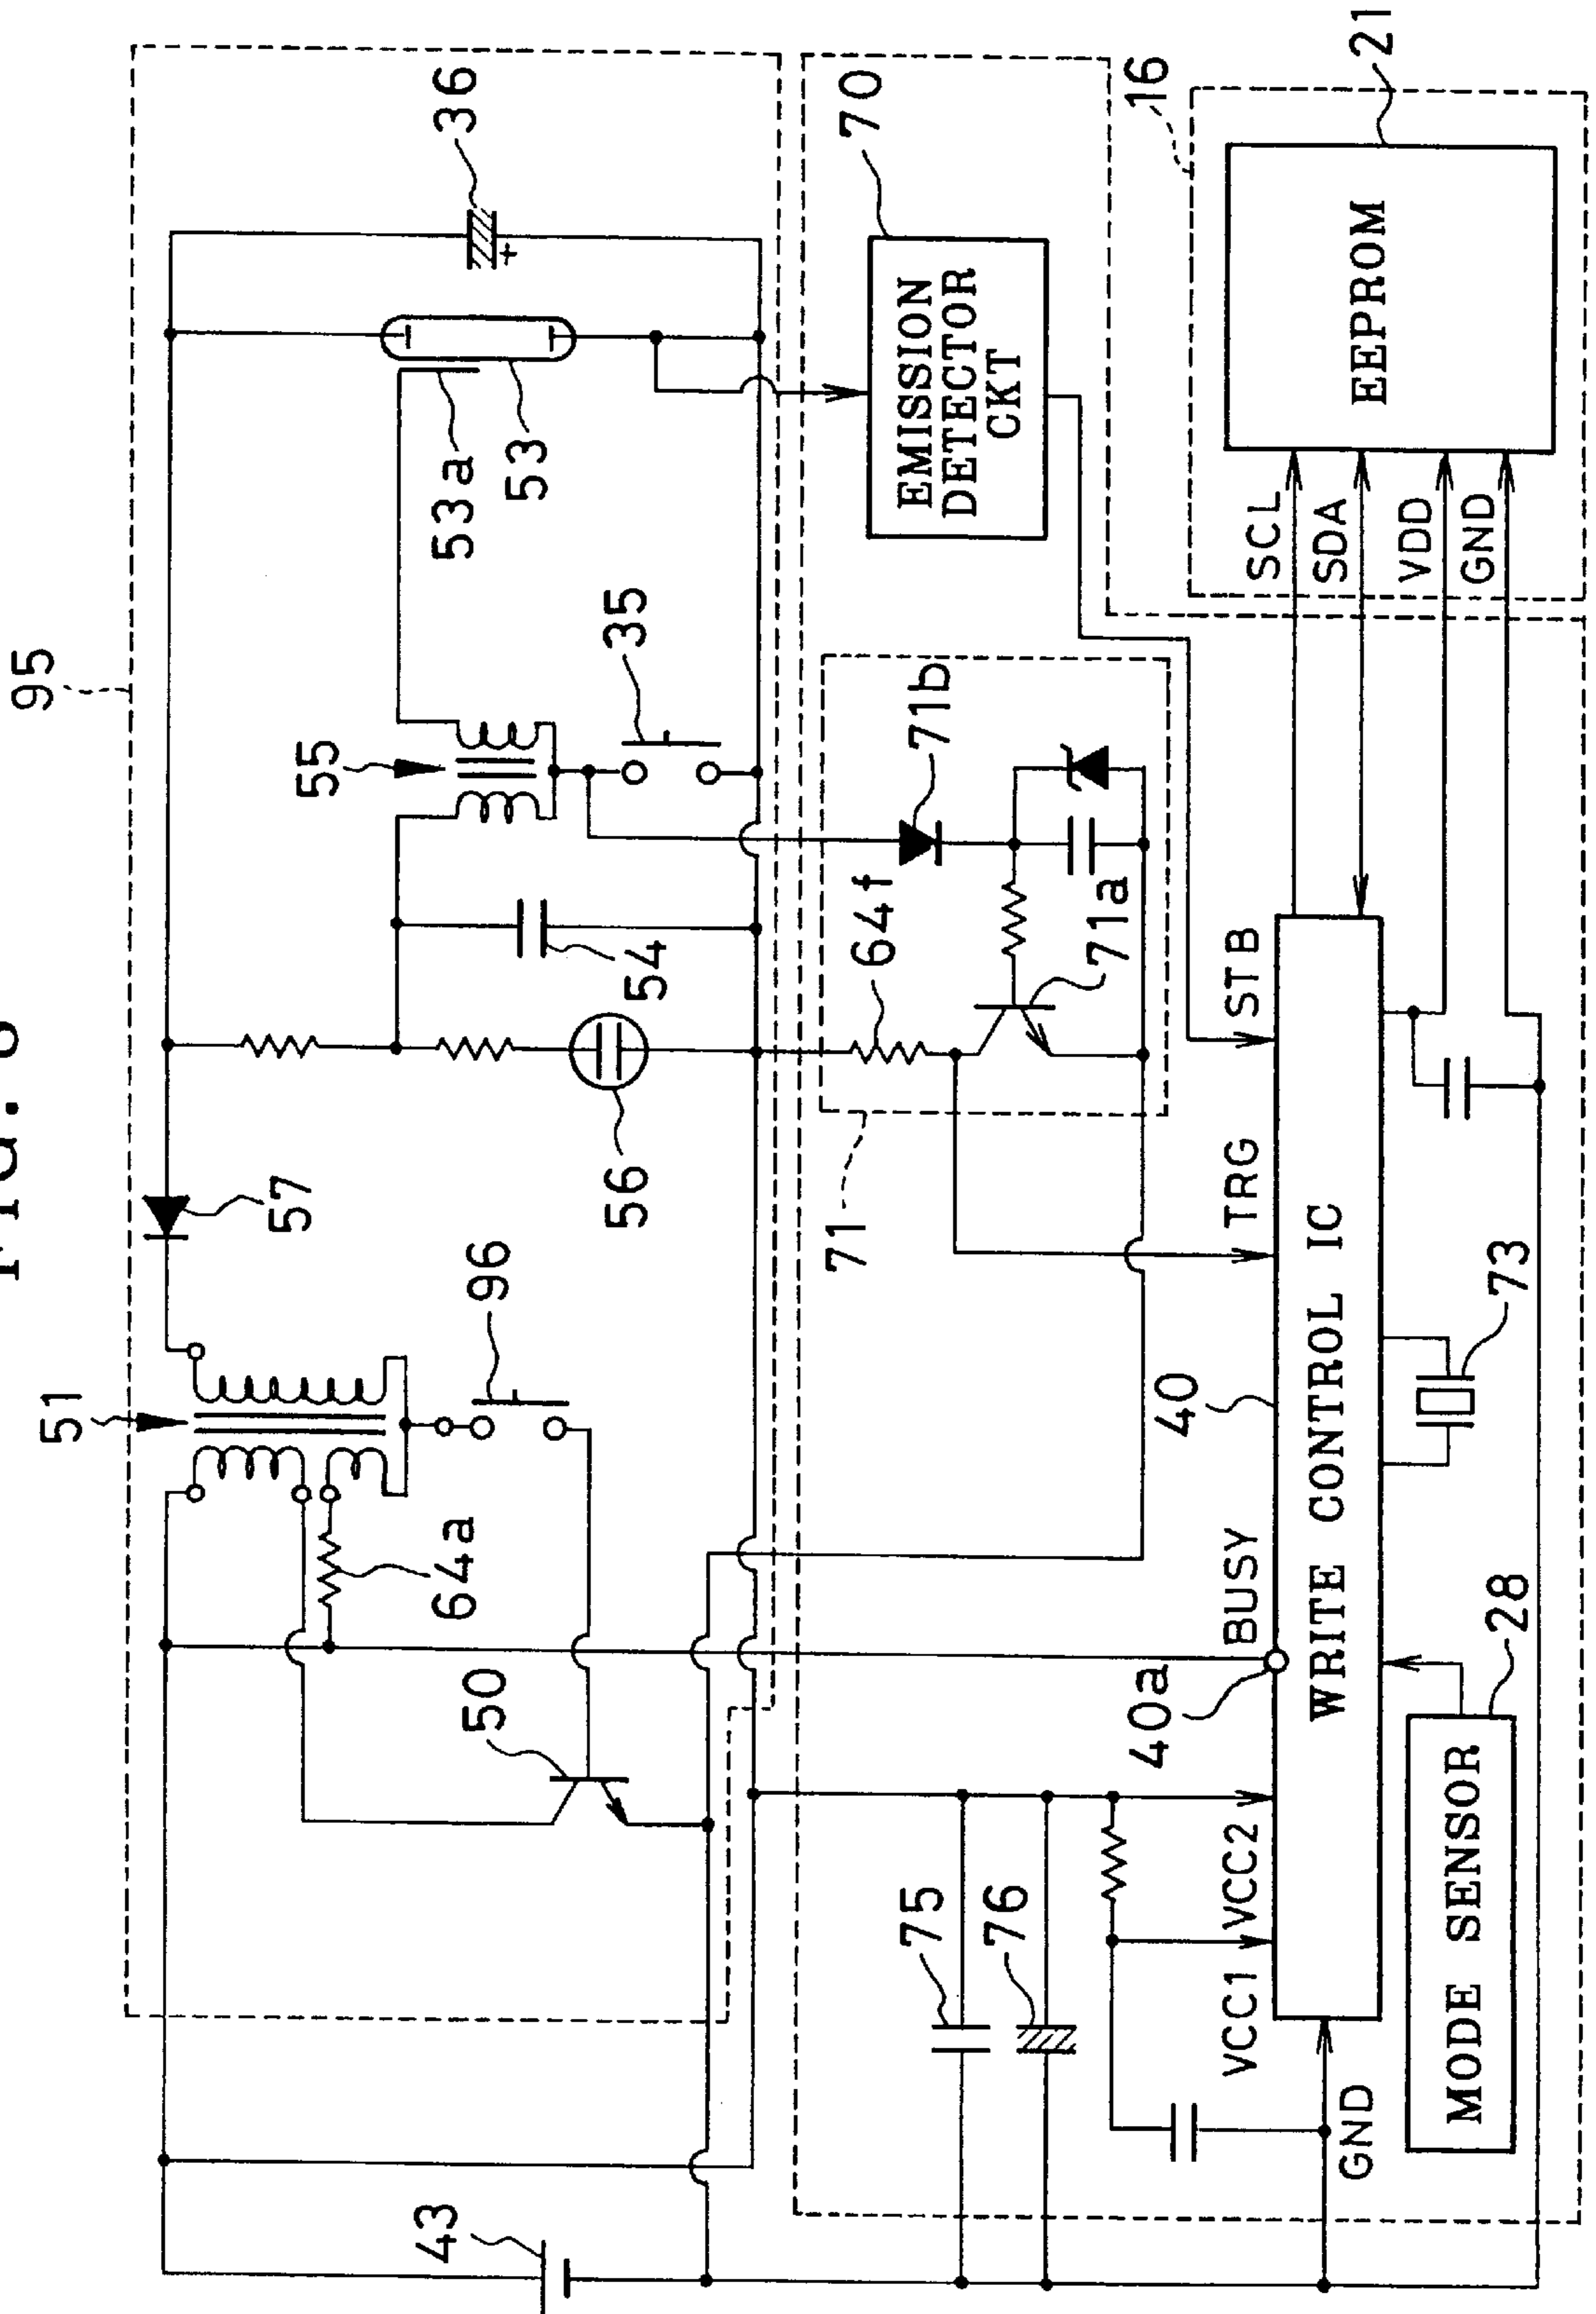 FIG.
95
51
57
55
43
64a
53a
36
50
96
53
56
35
54
71
70
64f
75
71b
EMISSION
DETECTOR
CKT
76
71a
16
40a
40
VCC1 VCC2 BUSY TRG STB
SCL
WRITE CONTROL IC
SDA
GND
EEPROM
21
VDD
73
MODE SENSOR
GND
28